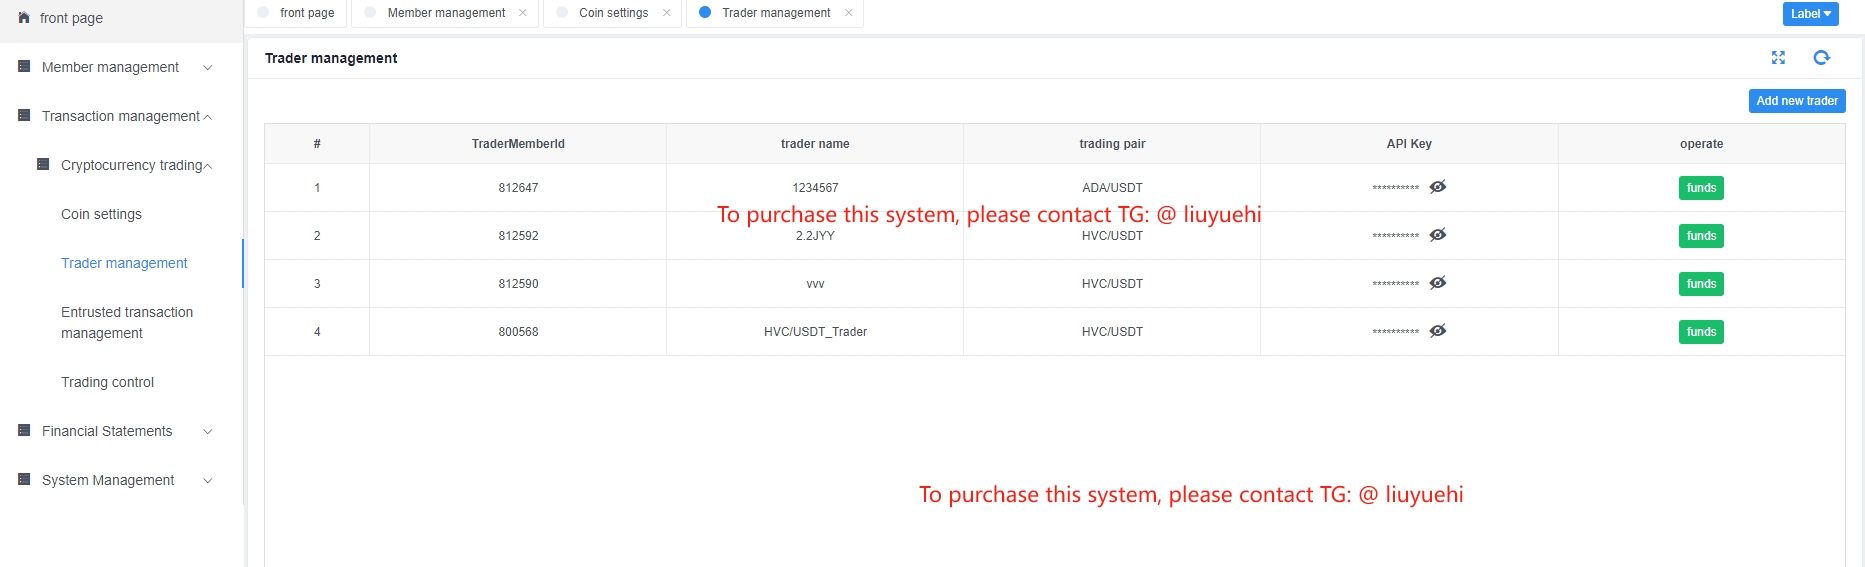 front page
Member management
Transaction management
Cryptocurrency trading
Coin settings
Trader management
Entrusted transaction
management
Trading control
Financial Statements
System Management
front page Member management Coin settings Trader management Label
Trader management
Add new trader
# TraderMemberId trader name trading pair API Key operate
1 812647 1234567 ADA/USDT ********** funds
To purchase this system, please contact TG: @ liuyuehi
2 812592 2.2JYY HVC/USDT ********** funds
3 812590 vvv HVC/USDT ********** funds
4 800568 HVC/USDT_Trader HVC/USDT ********** funds
To purchase this system, please contact TG: @ liuyuehi